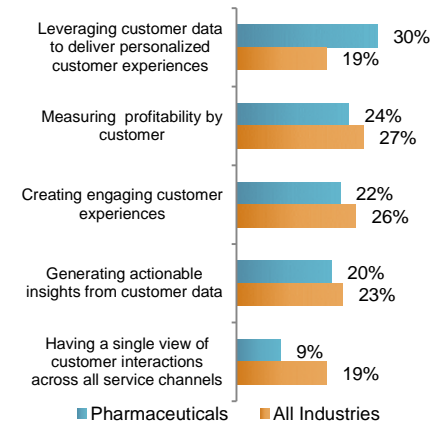 Leveraging customer data
to deliver personalized
customer experiences
30%
19%
Measuring profitability by
customer
24%
27%
Creating engaging customer
experiences
22%
26%
Generating actionable
insights from customer data
20%
23%
Having a single view of
customer interactions
across all service channels
9%
19%
Pharmaceuticals All Industries